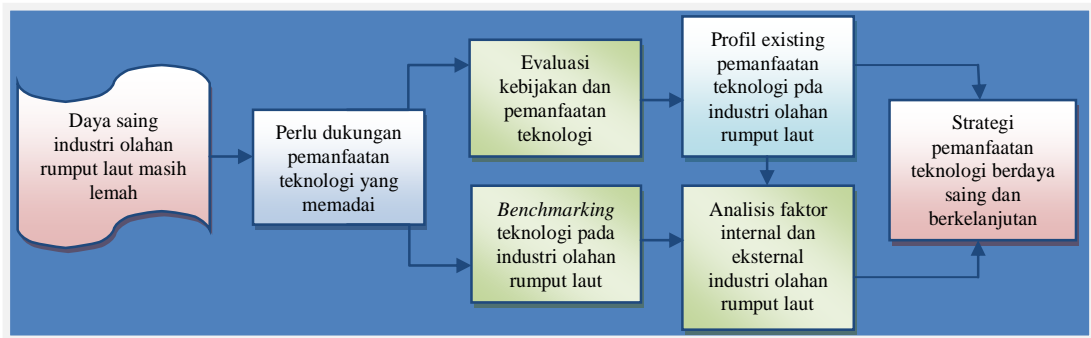 Daya saing
industri olahan
rumput laut masih
lemah
Perlu dukungan
pemanfaatan
teknologi yang
memadai
Evaluasi
kebijakan dan
pemanfaatan
teknologi
Benchmarking
teknologi pada
industri olahan
rumput laut
Profil existing
pemanfaatan
teknologi pda
industri olahan
rumput laut
Analisis faktor
internal dan
eksternal
industri olahan
rumput laut
Strategi
pemanfaatan
teknologi berdaya
saing dan
berkelanjutan